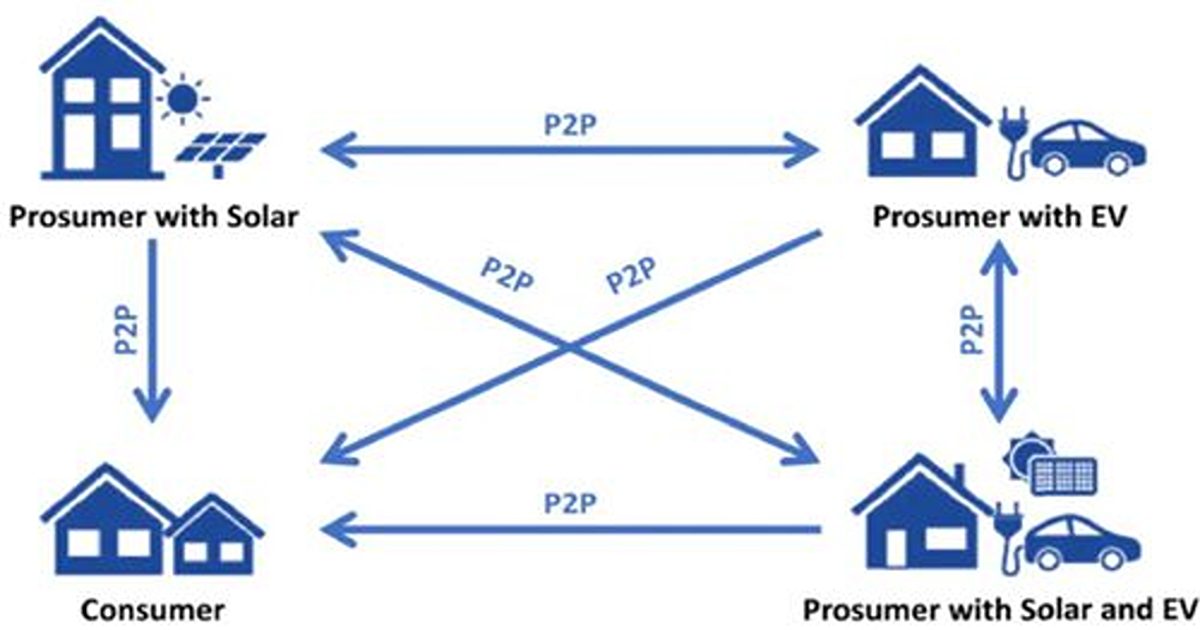 P2P
Prosumer with Solar
Prosumer with EV
P2P
P2P
P2P
P2P
P2P
Consumer
Prosumer with Solar and EV